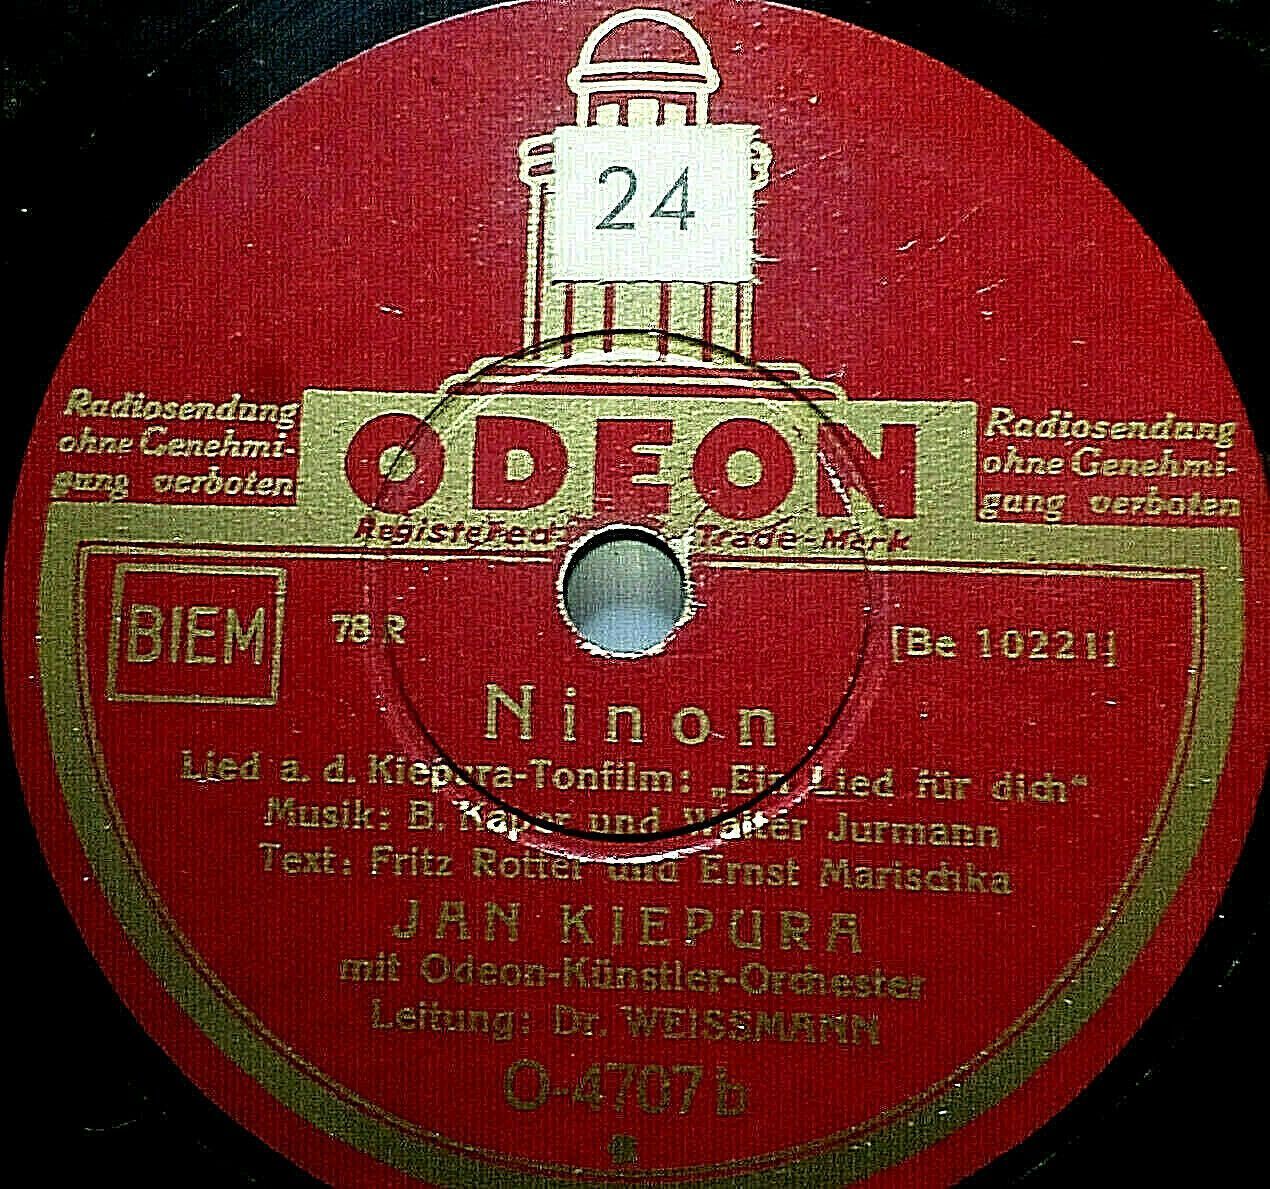 24
Radiosendung
ohne Genehmi-
gung verboten
ODEON
Registered Trade-Mark
Radiosendung
ohne Genehmi-
gung verboten
BIEM
78 R
[Be 10221]
Ninon
Lied a. d. Kiepura-Tonfilm: „Ein Lied für dich“
Musik: B. Kaper und Walter Jurmann
Text: Fritz Rotter und Ernst Marischka
JAN KIEPURA
mit Odeon-Künstler-Orchester
Leitung: Dr. WEISSMANN
O-4707 b